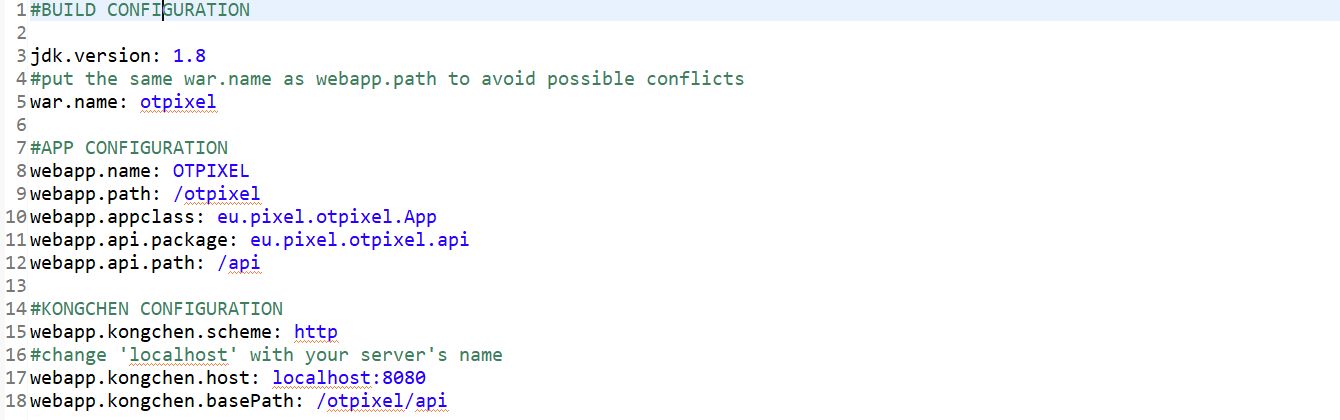 1 #BUILD CONFIGURATION
2
3 jdk.version: 1.8
4 #put the same war.name as webapp.path to avoid possible conflicts
5 war.name: otpixel
6
7 #APP CONFIGURATION
8 webapp.name: OTPIXEL
9 webapp.path: /otpixel
10 webapp.appclass: eu.pixel.otpixel.App
11 webapp.api.package: eu.pixel.otpixel.api
12 webapp.api.path: /api
13
14 #KONGCHEN CONFIGURATION
15 webapp.kongchen.scheme: http
16 #change 'localhost' with your server's name
17 webapp.kongchen.host: localhost:8080
18 webapp.kongchen.basePath: /otpixel/api